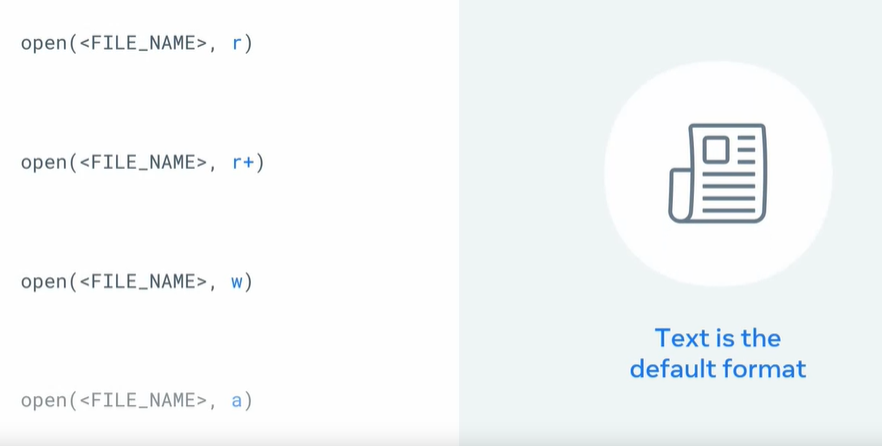 open(<FILE_NAME>, r)
open(<FILE_NAME>, r+)
open(<FILE_NAME>, w)
open(<FILE_NAME>, a)
Text is the
default format